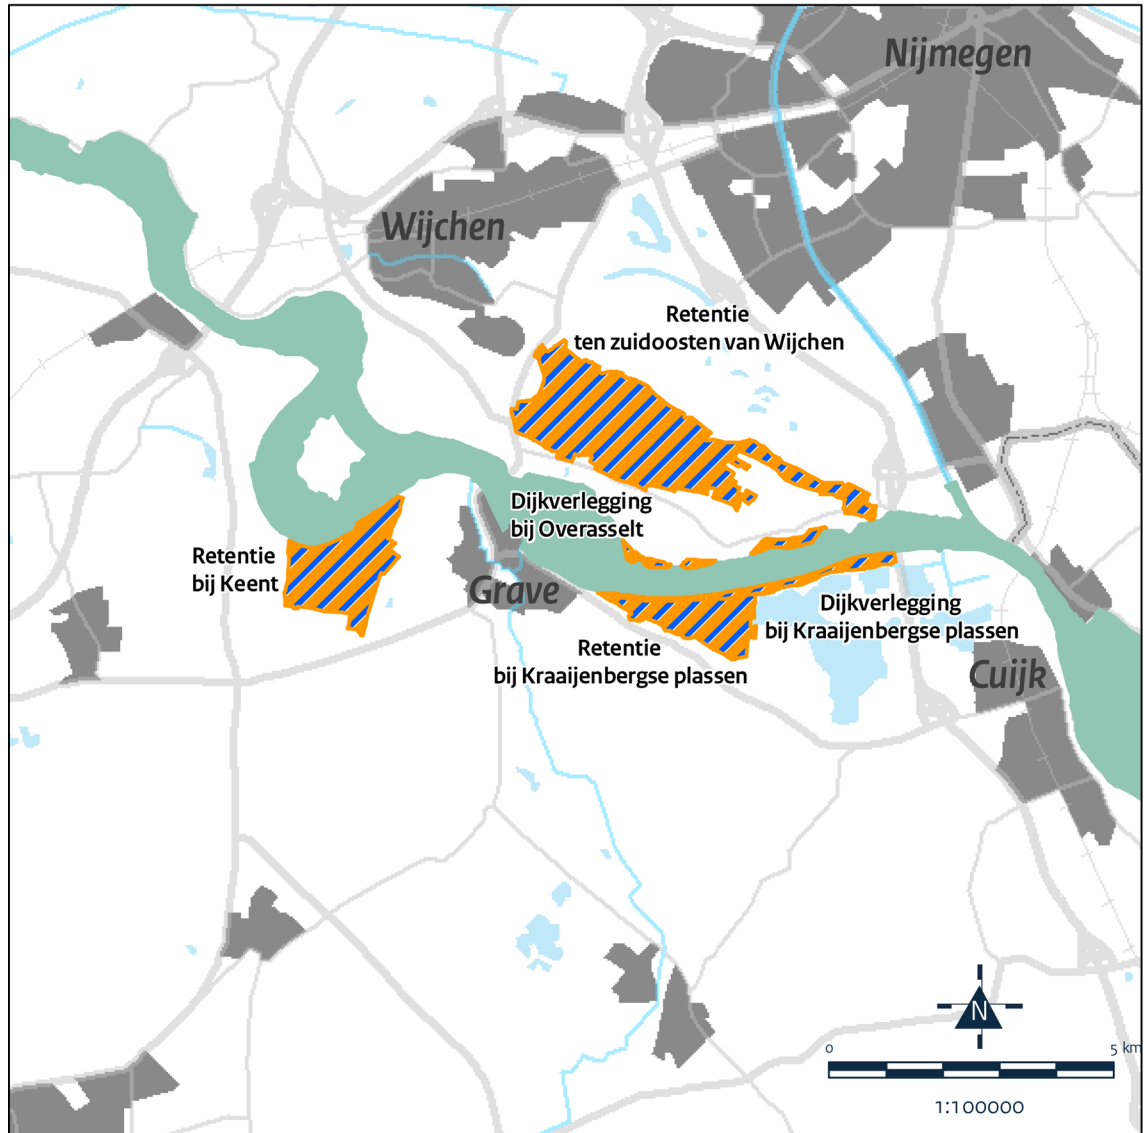 Nijmegen
Wijchen
Retentie
ten zuidoosten van Wijchen
Dijkverlegging
bij Overasselt
Retentie
bij Keent
Grave
Dijkverlegging
bij Kraaijenbergse plassen
Retentie
bij Kraaijenbergse plassen
Cuijk
N
0 5 km
1:100000